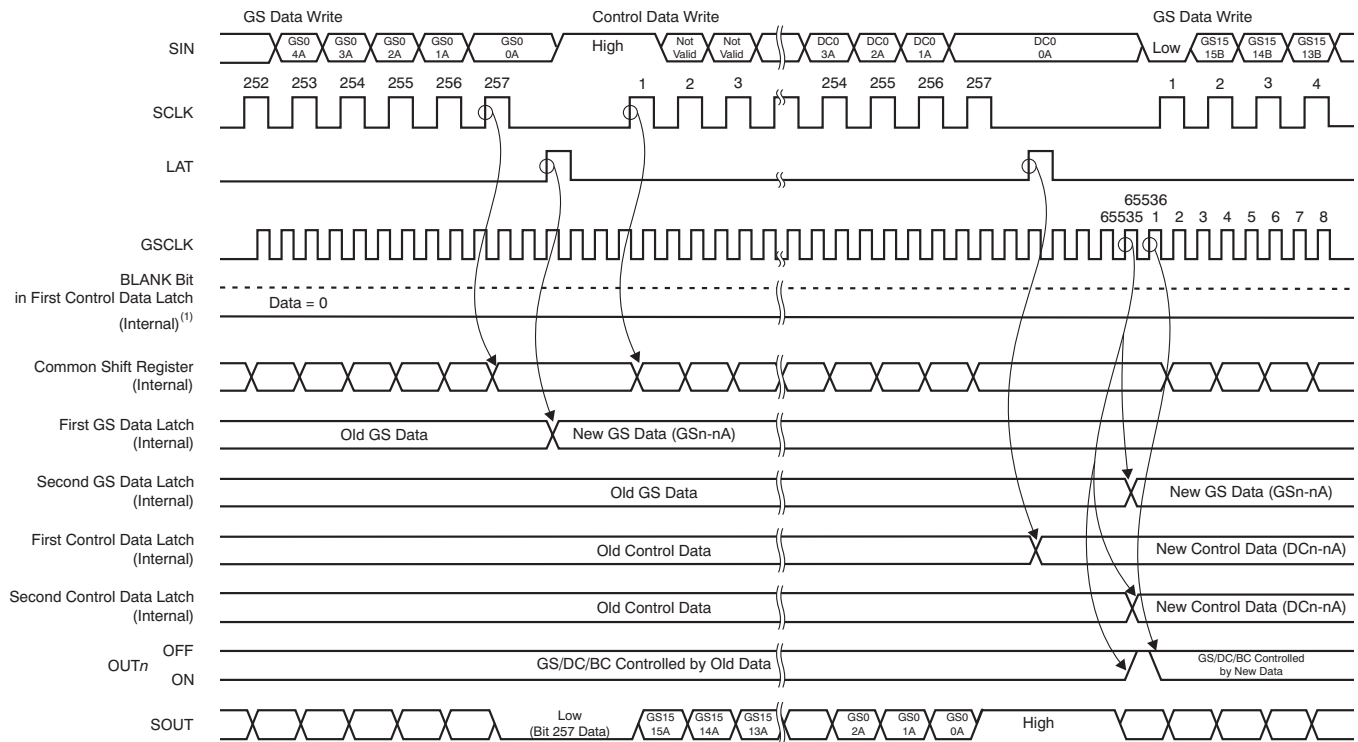 GS Data Write Control Data Write GS Data Write
SIN GS0 4A GS0 3A GS0 2A GS0 1A GS0 0A High Not Valid Not Valid DC0 3A DC0 2A DC0 1A DC0 0A Low GS15 15B GS15 14B GS15 13B
252 253 254 255 256 257 1 2 3 254 255 256 257 1 2 3 4
SCLK
LAT
65536
65535 1 2 3 4 5 6 7 8
GSCLK
BLANK Bit
in First Control Data Latch
(Internal)(1)
Data = 0
Common Shift Register
(Internal)
First GS Data Latch
(Internal)
Old GS Data New GS Data (GSn-nA)
Second GS Data Latch
(Internal)
Old GS Data New GS Data (GSn-nA)
First Control Data Latch
(Internal)
Old Control Data New Control Data (DCn-nA)
Second Control Data Latch
(Internal)
Old Control Data New Control Data (DCn-nA)
OFF
OUTn
ON
GS/DC/BC Controlled by Old Data
GS/DC/BC Controlled
by New Data
SOUT Low (Bit 257 Data) GS15 15A GS15 14A GS15 13A GS0 2A GS0 1A GS0 0A High